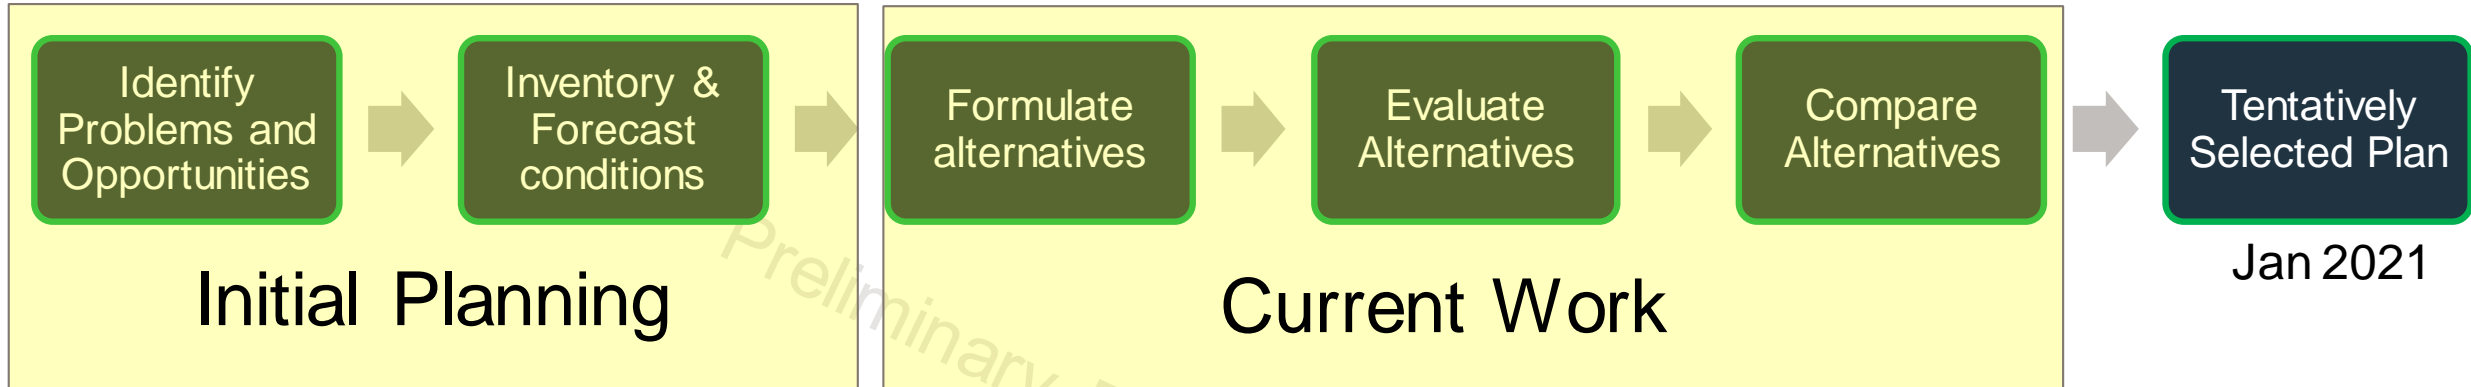 Identify
Problems and
Opportunities
Inventory &
Forecast
conditions
Formulate
alternatives
Evaluate
Alternatives
Compare
Alternatives
Tentatively
Selected Plan
Initial Planning
Current Work
Jan 2021
Preliminary